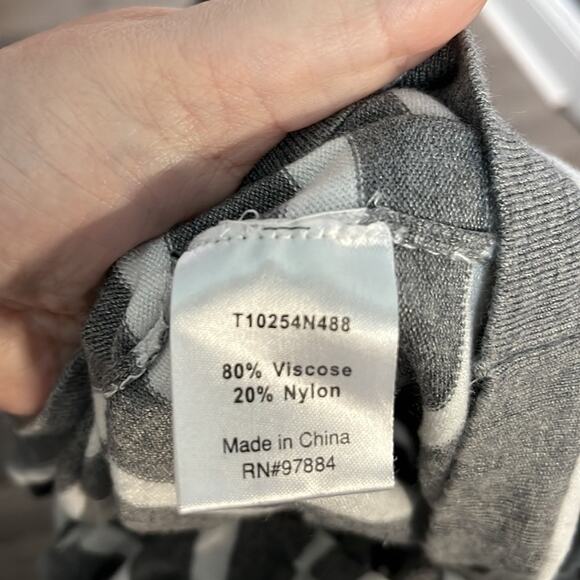 T10254N488
80% Viscose
20% Nylon
Made in China
RN#97884